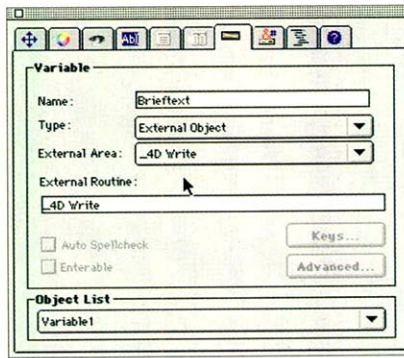 Ab
Variable
Name: Brieftext
Type: External Object
External Area: _4D Write
External Routine:
_4D Write
Auto Spellcheck
Keys...
Enterable
Advanced...
Object List
Variable1